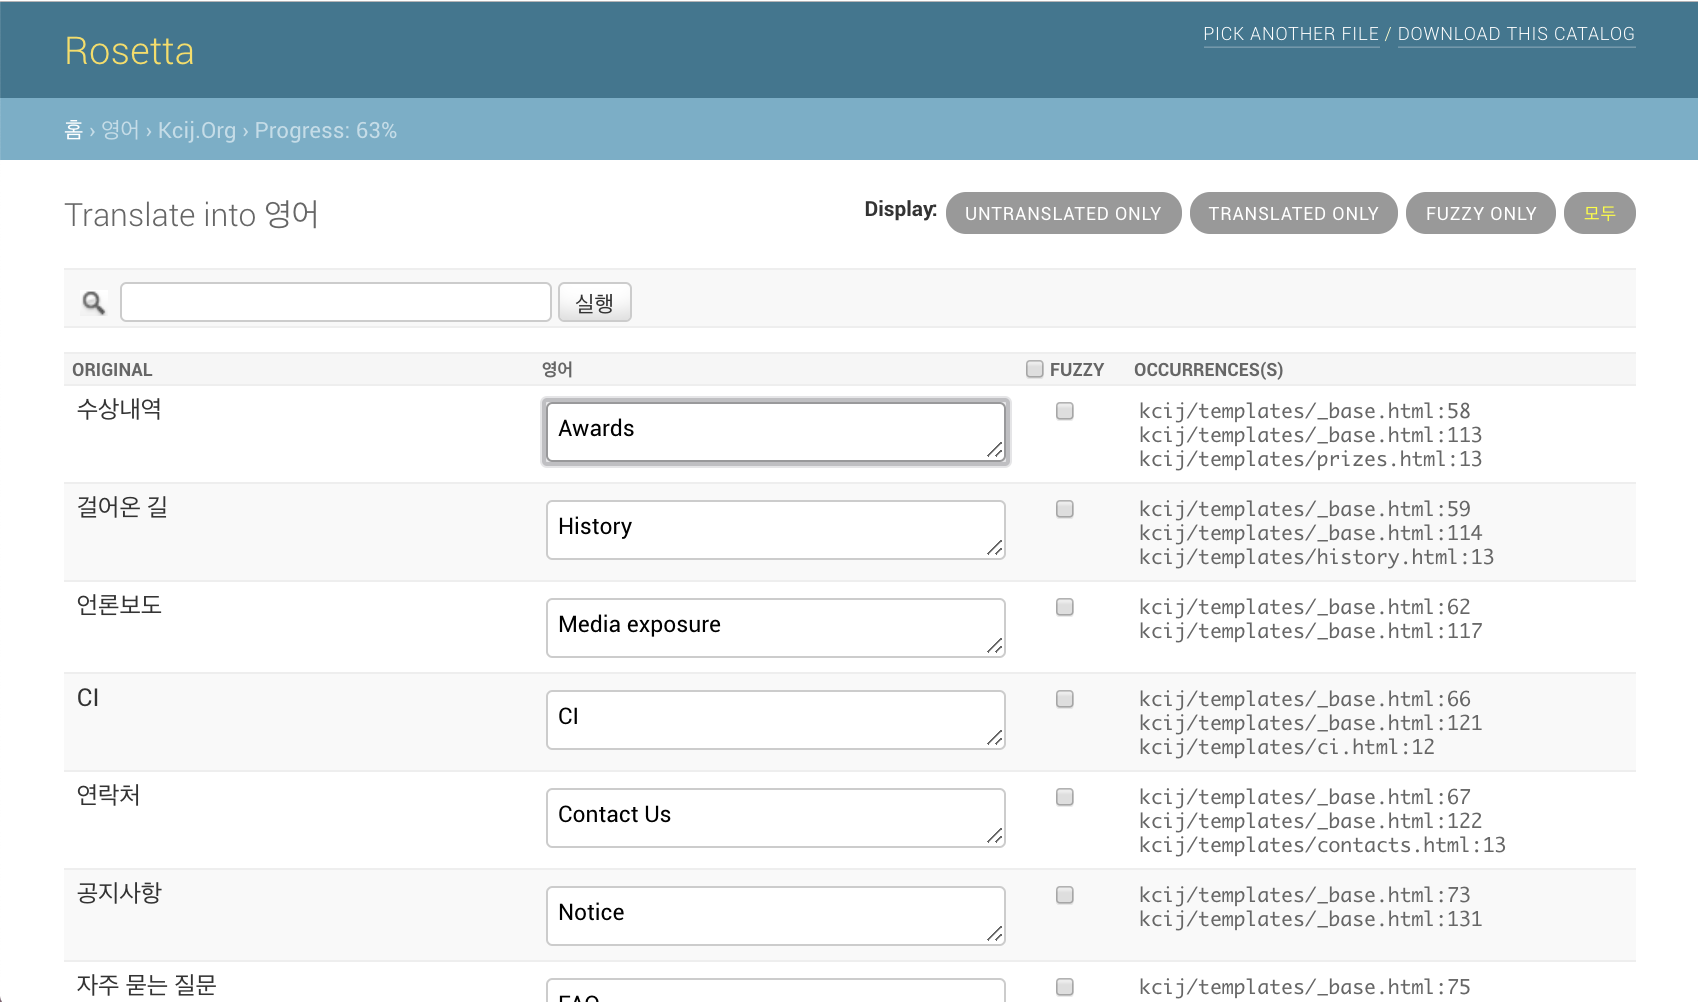 Rosetta
PICK ANOTHER FILE / DOWNLOAD THIS CATALOG
홈 › 영어 › Kcij.Org › Progress: 63%
Translate into 영어
Display: UNTRANSLATED ONLY TRANSLATED ONLY FUZZY ONLY 모두
실행
ORIGINAL 영어 FUZZY OCCURRENCES(S)
수상내역 Awards kcij/templates/_base.html:58
kcij/templates/_base.html:113
kcij/templates/prizes.html:13
걸어온 길 History kcij/templates/_base.html:59
kcij/templates/_base.html:114
kcij/templates/history.html:13
언론보도 Media exposure kcij/templates/_base.html:62
kcij/templates/_base.html:117
CI CI kcij/templates/_base.html:66
kcij/templates/_base.html:121
kcij/templates/ci.html:12
연락처 Contact Us kcij/templates/_base.html:67
kcij/templates/_base.html:122
kcij/templates/contacts.html:13
공지사항 Notice kcij/templates/_base.html:73
kcij/templates/_base.html:131
자주 묻는 질문 FAQ kcij/templates/_base.html:75